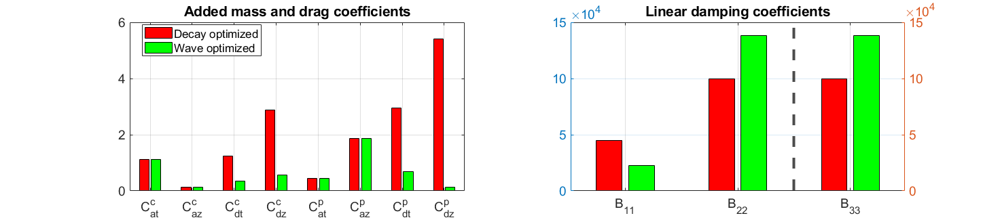 Added mass and drag coefficients
6
4
2
0
Decay optimized
Wave optimized
C^c_at C^c_az C^c_dt C^c_dz C^p_at C^p_az C^p_dt C^p_dz
Linear damping coefficients
×10^4
15
10
5
0
×10^4
15
10
5
0
B_11 B_22 B_33